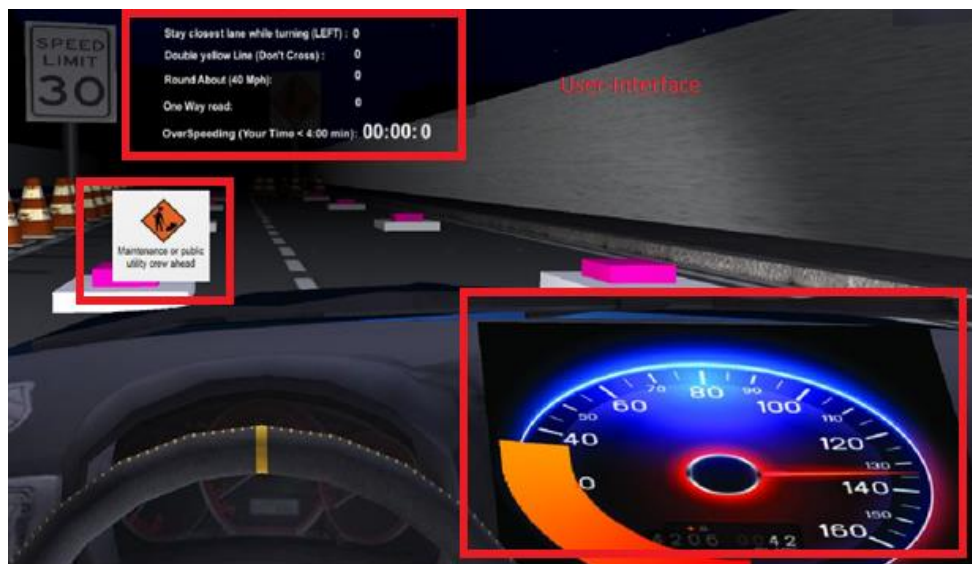 SPEED
LIMIT
30
Stay closest lane while turning (LEFT) : 0
Double yellow Line (Don't Cross) : 0
Round About (40 Mph): 0
One Way road: 0
OverSpeeding (Your Time < 4:00 min): 00:00:0
User-Interface
Maintenance or public
utility crew ahead
0
40
50
60
70
80
90
100
110
120
130
140
150
160
42